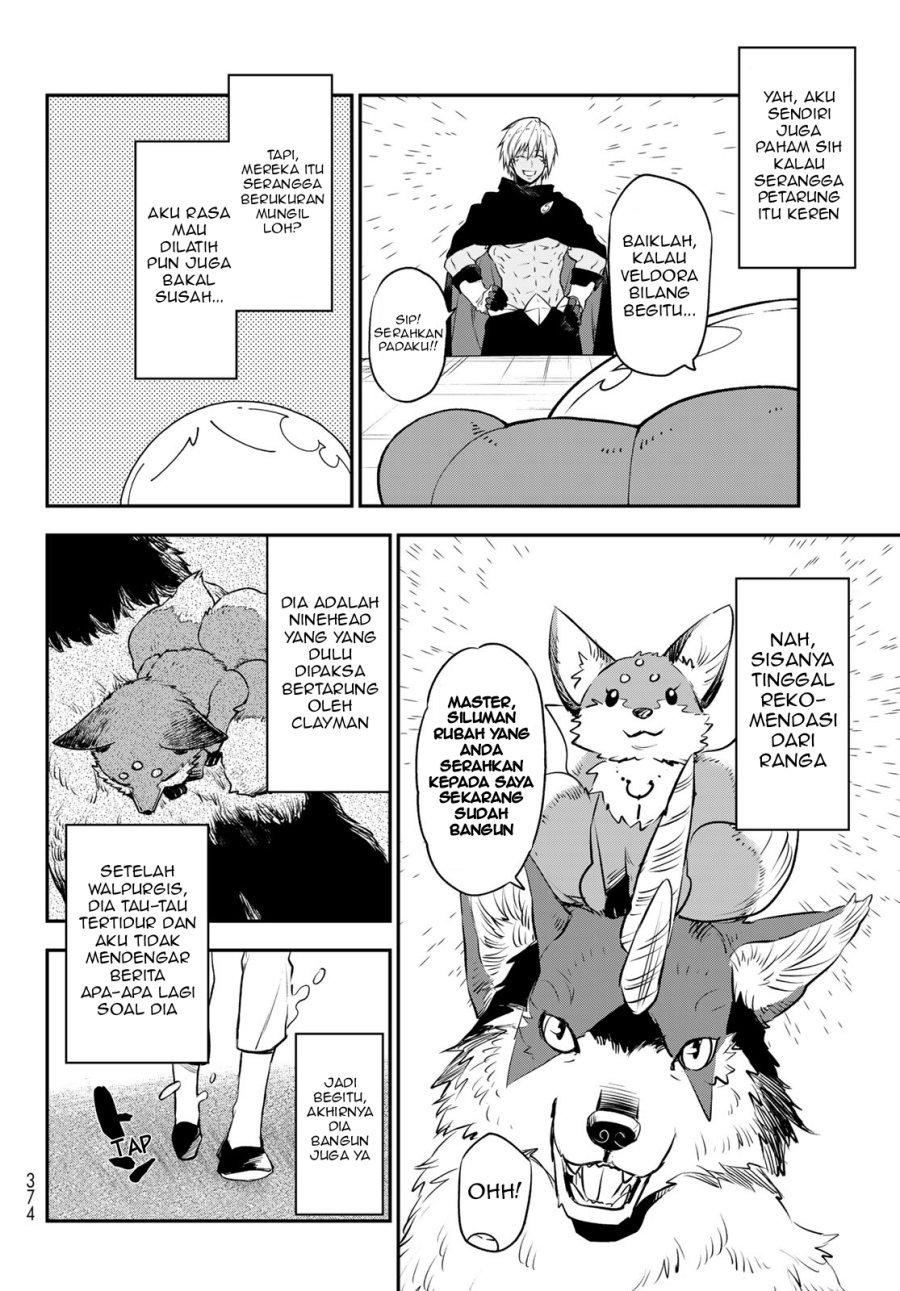 YAH, AKU
SENDIRI
JUGA
PAHAM SIH
KALAU
SERANGGA
PETARUNG
ITU KEREN
BAIKLAH,
KALAU
VELDORA
BILANG
BEGITU...
SIP!
SERAHKAN
PADAKU!!
TAPI,
MEREKA ITU
SERANGGA
BERUKURAN
MUNGIL
LOH?
AKU RASA
MAU
DILATIH
PUN JUGA
BAKAL
SUSAH...
NAH,
SISANYA
TINGGAL
REKO-
MENDASI
DARI
RANGA
MASTER,
SILUMAN
RUBAH YANG
ANDA
SERAHKAN
KEPADA SAYA
SEKARANG
SUDAH
BANGUN
OHH!
DIA ADALAH
NINEHEAD
YANG YANG
DULU
DIPAKSA
BERTARUNG
OLEH
CLAYMAN
SETELAH
WALPURGIS,
DIA TAU-TAU
TERTIDUR DAN
AKU TIDAK
MENDENGAR
BERITA
APA-APA LAGI
SOAL DIA
JADI
BEGITU,
AKHIRNYA
DIA
BANGUN
JUGA YA
TAP
374